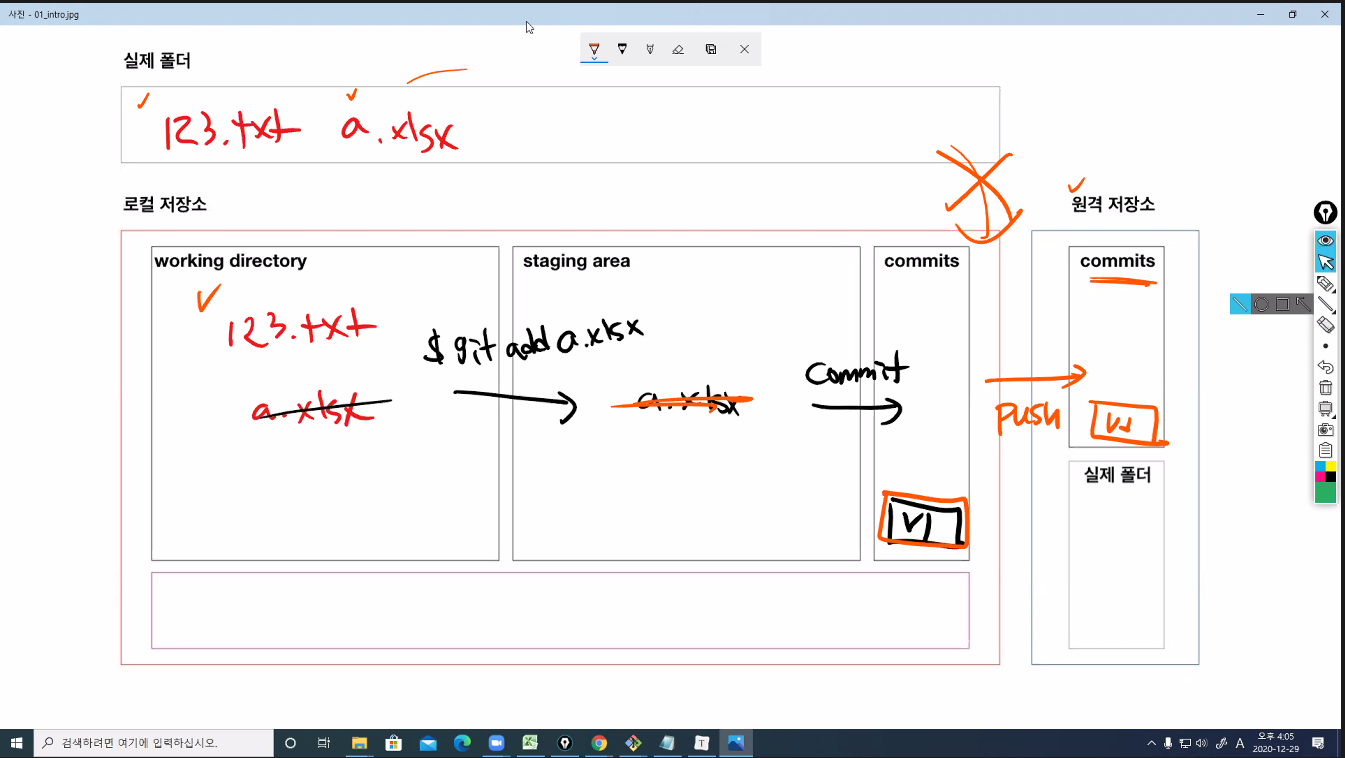 사진 - 01_intro.jpg
실제 폴더
123.txt a.xlsx
로컬 저장소
원격 저장소
working directory
staging area
commits
commits
123.txt
$ git add a.xlsx
a.xlsx
a.xlsx
commit
push
V1
V1
실제 폴더
검색하려면 여기에 입력하십시오.
A
오후 4:05
2020-12-29